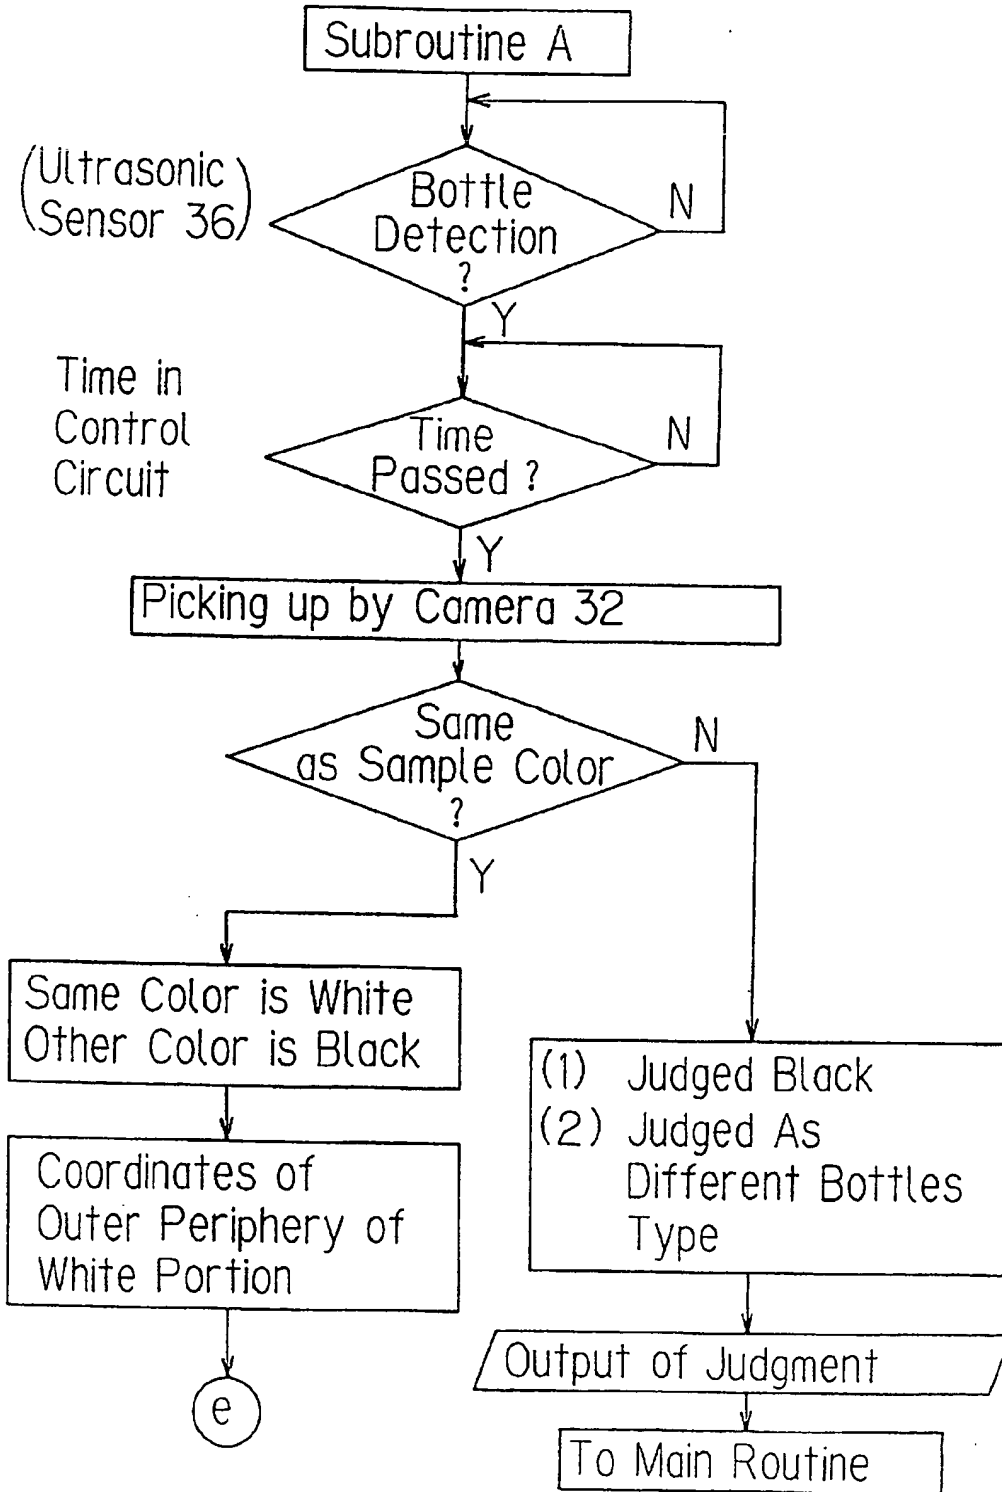 Subroutine A
(Ultrasonic
Sensor 36)
Bottle
Detection
?
N
Y
Time in
Control
Circuit
Time
Passed ?
N
Y
Picking up by Camera 32
Same
as Sample Color
?
N
Y
Same Color is White
Other Color is Black
Coordinates of
Outer Periphery of
White Portion
e
(1) Judged Black
(2) Judged As
Different Bottles
Type
Output of Judgment
To Main Routine